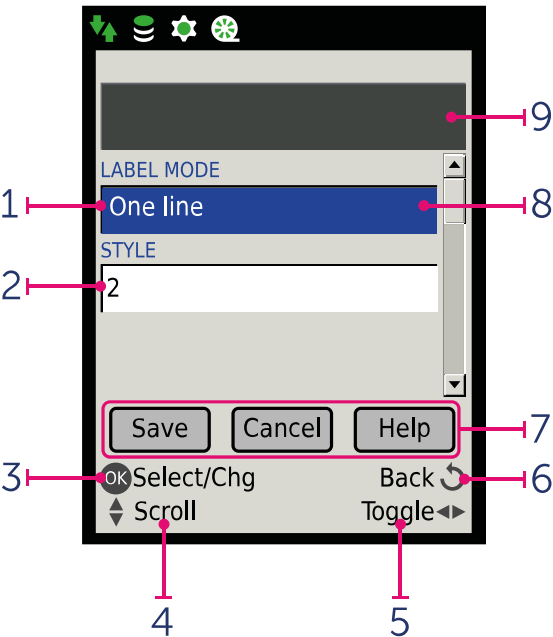 9
LABEL MODE
1 One line 8
STYLE
2 2
Save Cancel Help 7
3 OK Select/Chg Back 6
Scroll Toggle
4 5